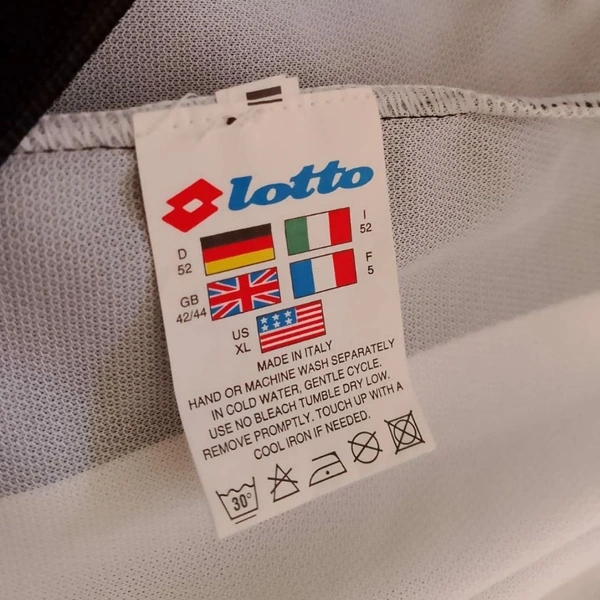 lotto
D
52
I
52
GB
42/44
F
5
US
XL
MADE IN ITALY
HAND OR MACHINE WASH SEPARATELY
IN COLD WATER, GENTLE CYCLE.
USE NO BLEACH TUMBLE DRY LOW.
REMOVE PROMPTLY. TOUCH UP WITH A
COOL IRON IF NEEDED.
30°